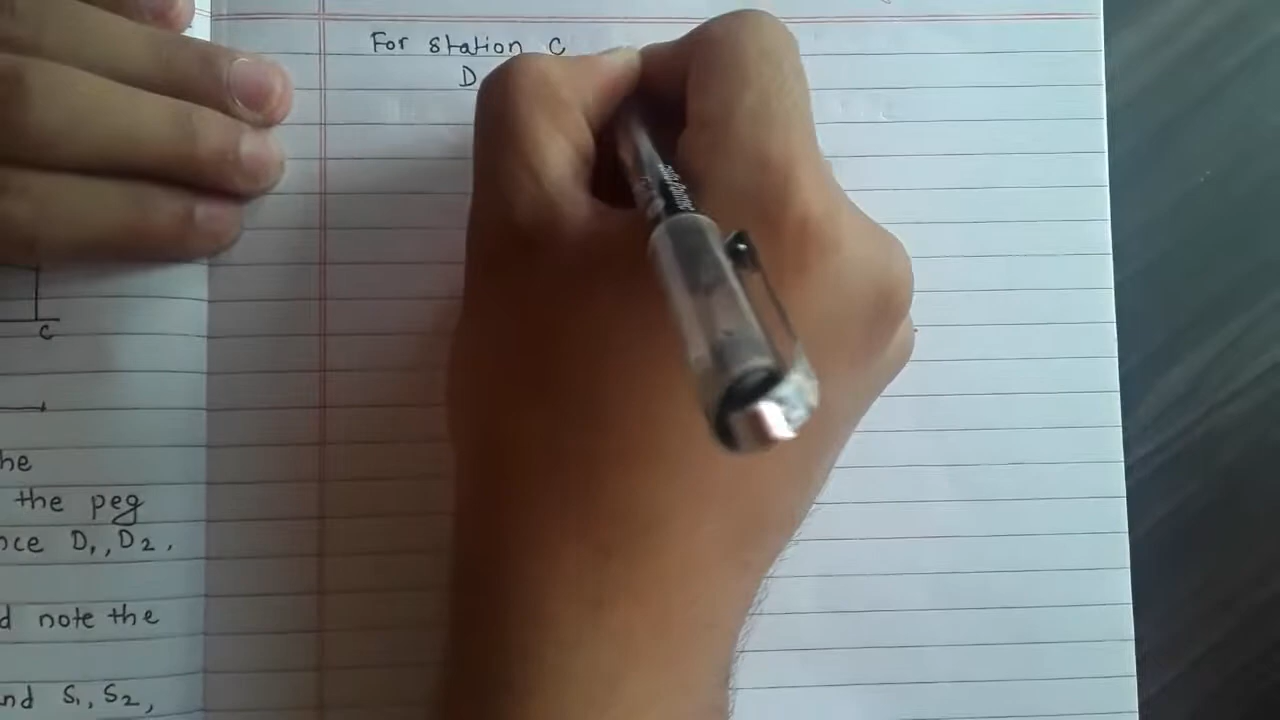 For Station C
D
C
he
the peg
nce D₁, D₂,
d note the
nd S₁, S₂,